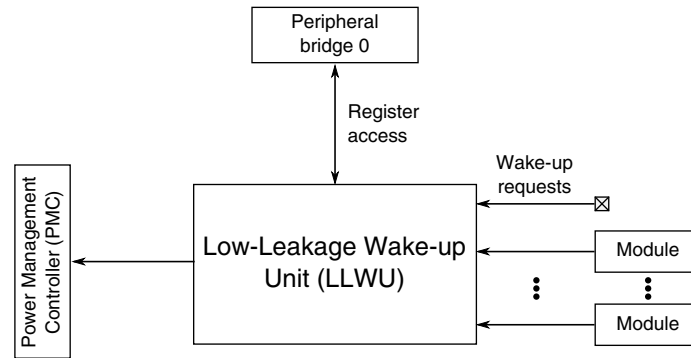 Peripheral
bridge 0
Register
access
Wake-up
requests
Power Management
Controller (PMC)
Low-Leakage Wake-up
Unit (LLWU)
Module
Module